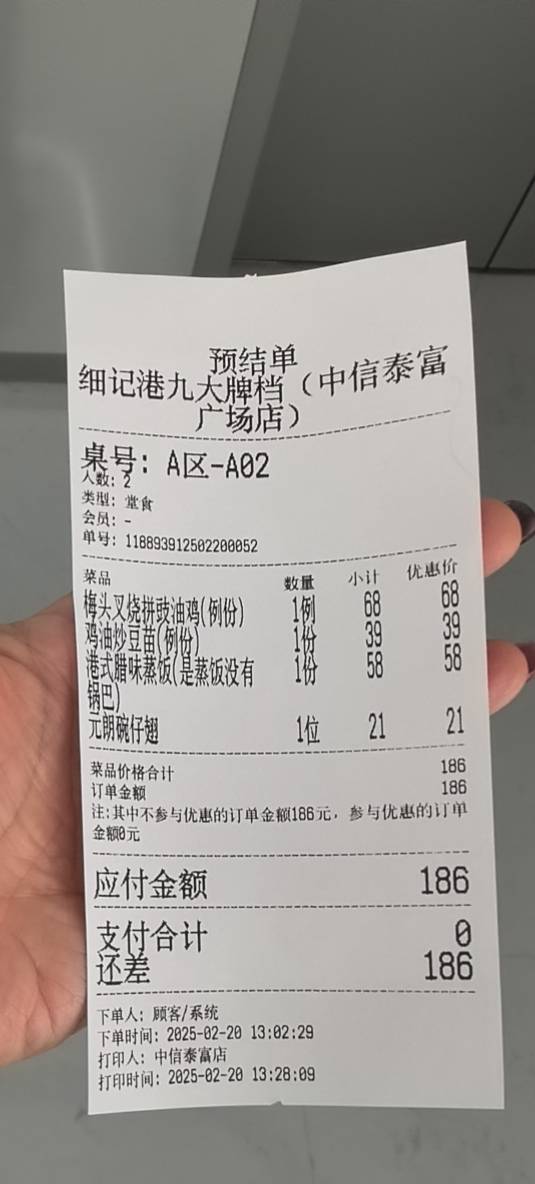 预结单
细记港九大牌档（中信泰富
广场店）
桌号: A区-A02
人数: 2
类型: 堂食
会员: -
单号: 118893912502200052
菜品 数量 小计 优惠价
梅头叉烧拼豉油鸡(例份) 1例 68 68
鸡油炒豆苗(例份) 1份 39 39
港式腊味蒸饭(是蒸饭没有 1份 58 58
锅巴)
元朗碗仔翅 1位 21 21
菜品价格合计 186
订单金额 186
注:其中不参与优惠的订单金额186元，参与优惠的订单
金额0元
应付金额 186
支付合计 0
还差 186
下单人: 顾客/系统
下单时间: 2025-02-20 13:02:29
打印人: 中信泰富店
打印时间: 2025-02-20 13:28:09